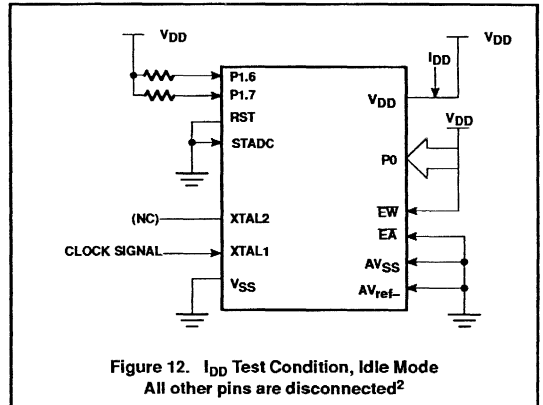 VDD
VDD
IDD
P1.6
P1.7
RST
STADC
VDD
VDD
P0
(NC)
XTAL2
EW
EA
CLOCK SIGNAL
XTAL1
AVSS
VSS
AVref–
Figure 12. IDD Test Condition, Idle Mode
All other pins are disconnected2